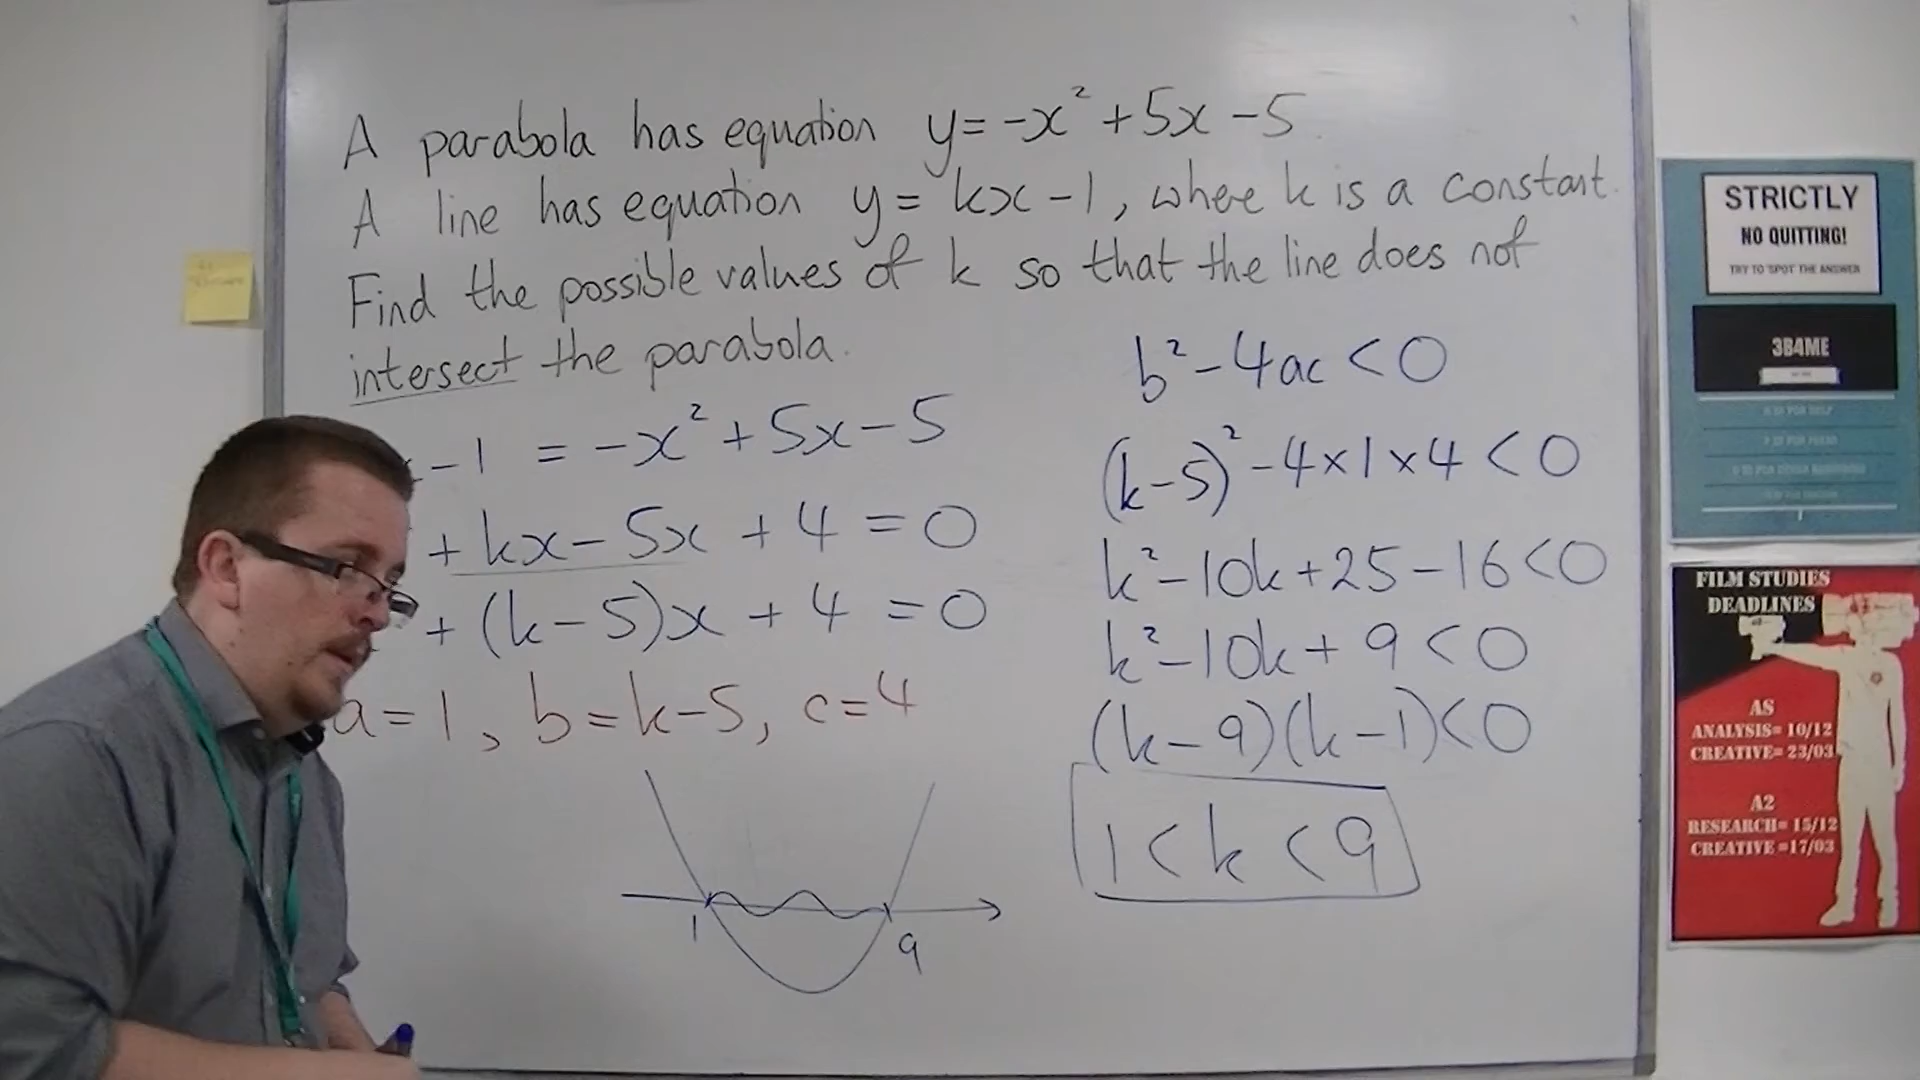 A parabola has equation y = -x² + 5x - 5.
A line has equation y = kx - 1, where k is a constant.
Find the possible values of k so that the line does not
intersect the parabola.
-1 = -x² + 5x - 5
+ kx - 5x + 4 = 0
+ (k-5)x + 4 = 0
a = 1, b = k-5, c = 4
1
9
b² - 4ac < 0
(k-5)² - 4×1×4 < 0
k² - 10k + 25 - 16 < 0
k² - 10k + 9 < 0
(k-9)(k-1) < 0
1 < k < 9
STRICTLY
NO QUITTING!
TRY TO SPOT THE ANSWER
3B4ME
FILM STUDIES
DEADLINES
AS
ANALYSIS= 10/12
CREATIVE= 23/03
A2
RESEARCH= 15/12
CREATIVE =17/03